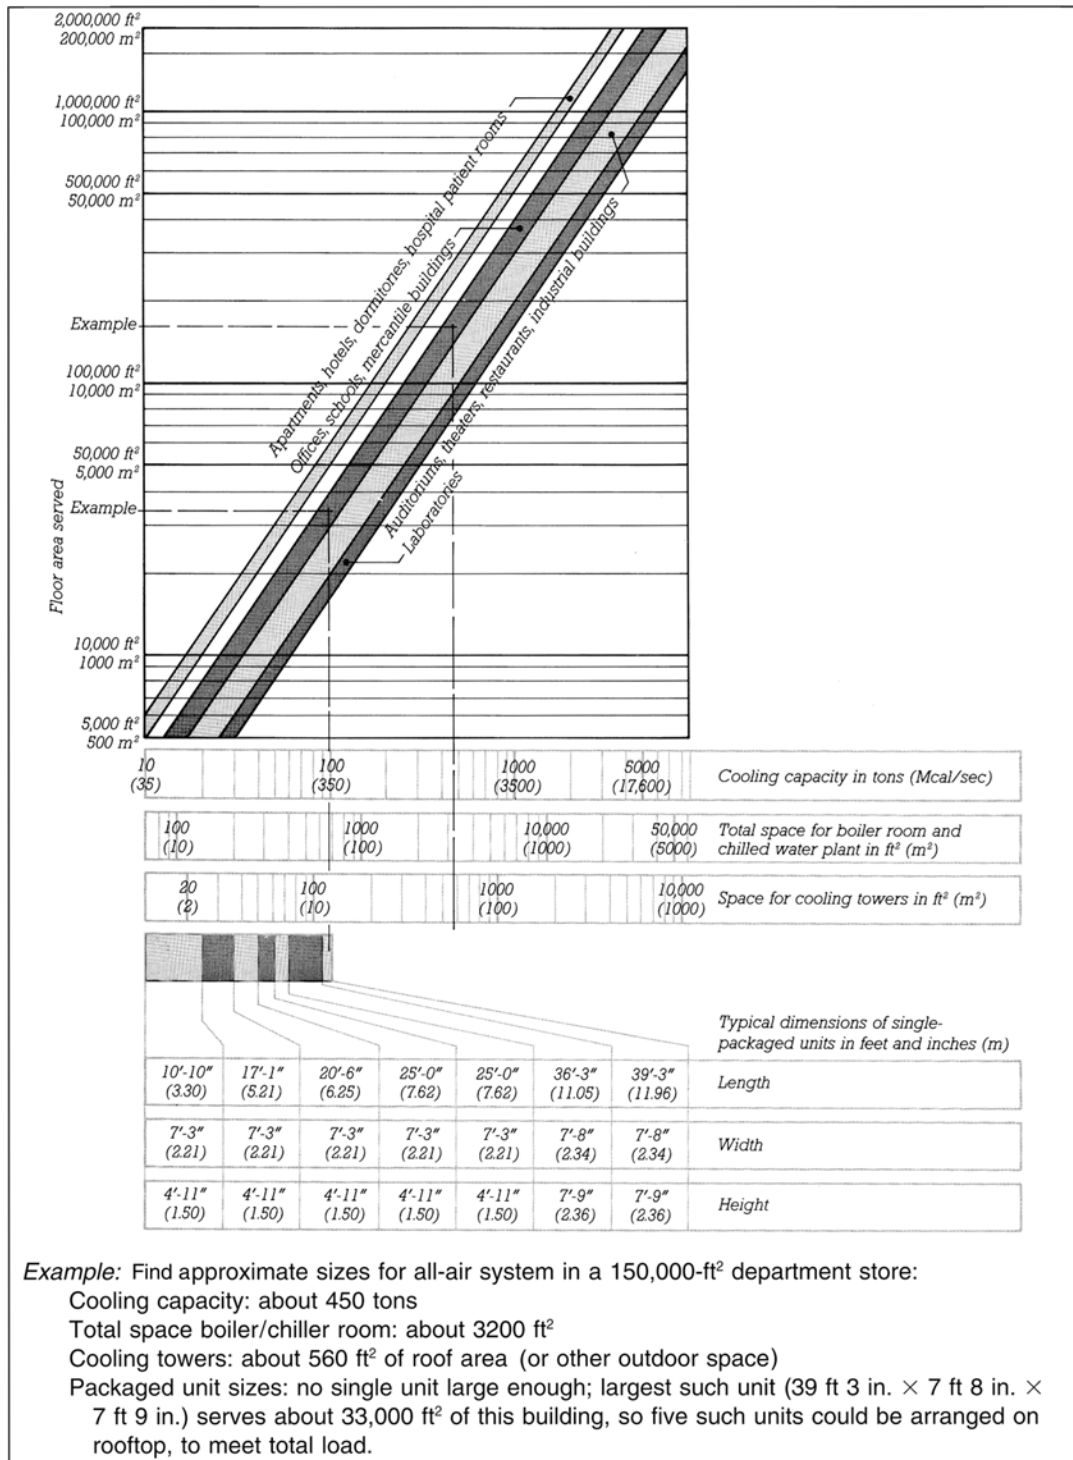 2,000,000 ft²
200,000 m²
1,000,000 ft²
100,000 m²
500,000 ft²
50,000 m²
Example
100,000 ft²
10,000 m²
50,000 ft²
5,000 m²
Example
10,000 ft²
1000 m²
5,000 ft²
500 m²
Floor area served
Apartments, hotels, dormitories, hospital patient rooms
Offices, schools, mercantile buildings
Auditoriums, theaters, restaurants, industrial buildings
Laboratories
10 100 1000 5000 Cooling capacity in tons (Mcal/sec)
(35) (350) (3500) (17,600)
100 1000 10,000 50,000 Total space for boiler room and
(10) (100) (1000) (5000) chilled water plant in ft² (m²)
20 100 1000 10,000 Space for cooling towers in ft² (m²)
(2) (10) (100) (1000)
Typical dimensions of single-
packaged units in feet and inches (m)
10'-10" 17'-1" 20'-6" 25'-0" 25'-0" 36'-3" 39'-3" Length
(3.30) (5.21) (6.25) (7.62) (7.62) (11.05) (11.96)
7'-3" 7'-3" 7'-3" 7'-3" 7'-3" 7'-8" 7'-8" Width
(2.21) (2.21) (2.21) (2.21) (2.21) (2.34) (2.34)
4'-11" 4'-11" 4'-11" 4'-11" 4'-11" 7'-9" 7'-9" Height
(1.50) (1.50) (1.50) (1.50) (1.50) (2.36) (2.36)
Example: Find approximate sizes for all-air system in a 150,000-ft² department store:
Cooling capacity: about 450 tons
Total space boiler/chiller room: about 3200 ft²
Cooling towers: about 560 ft² of roof area (or other outdoor space)
Packaged unit sizes: no single unit large enough; largest such unit (39 ft 3 in. × 7 ft 8 in. ×
7 ft 9 in.) serves about 33,000 ft² of this building, so five such units could be arranged on
rooftop, to meet total load.